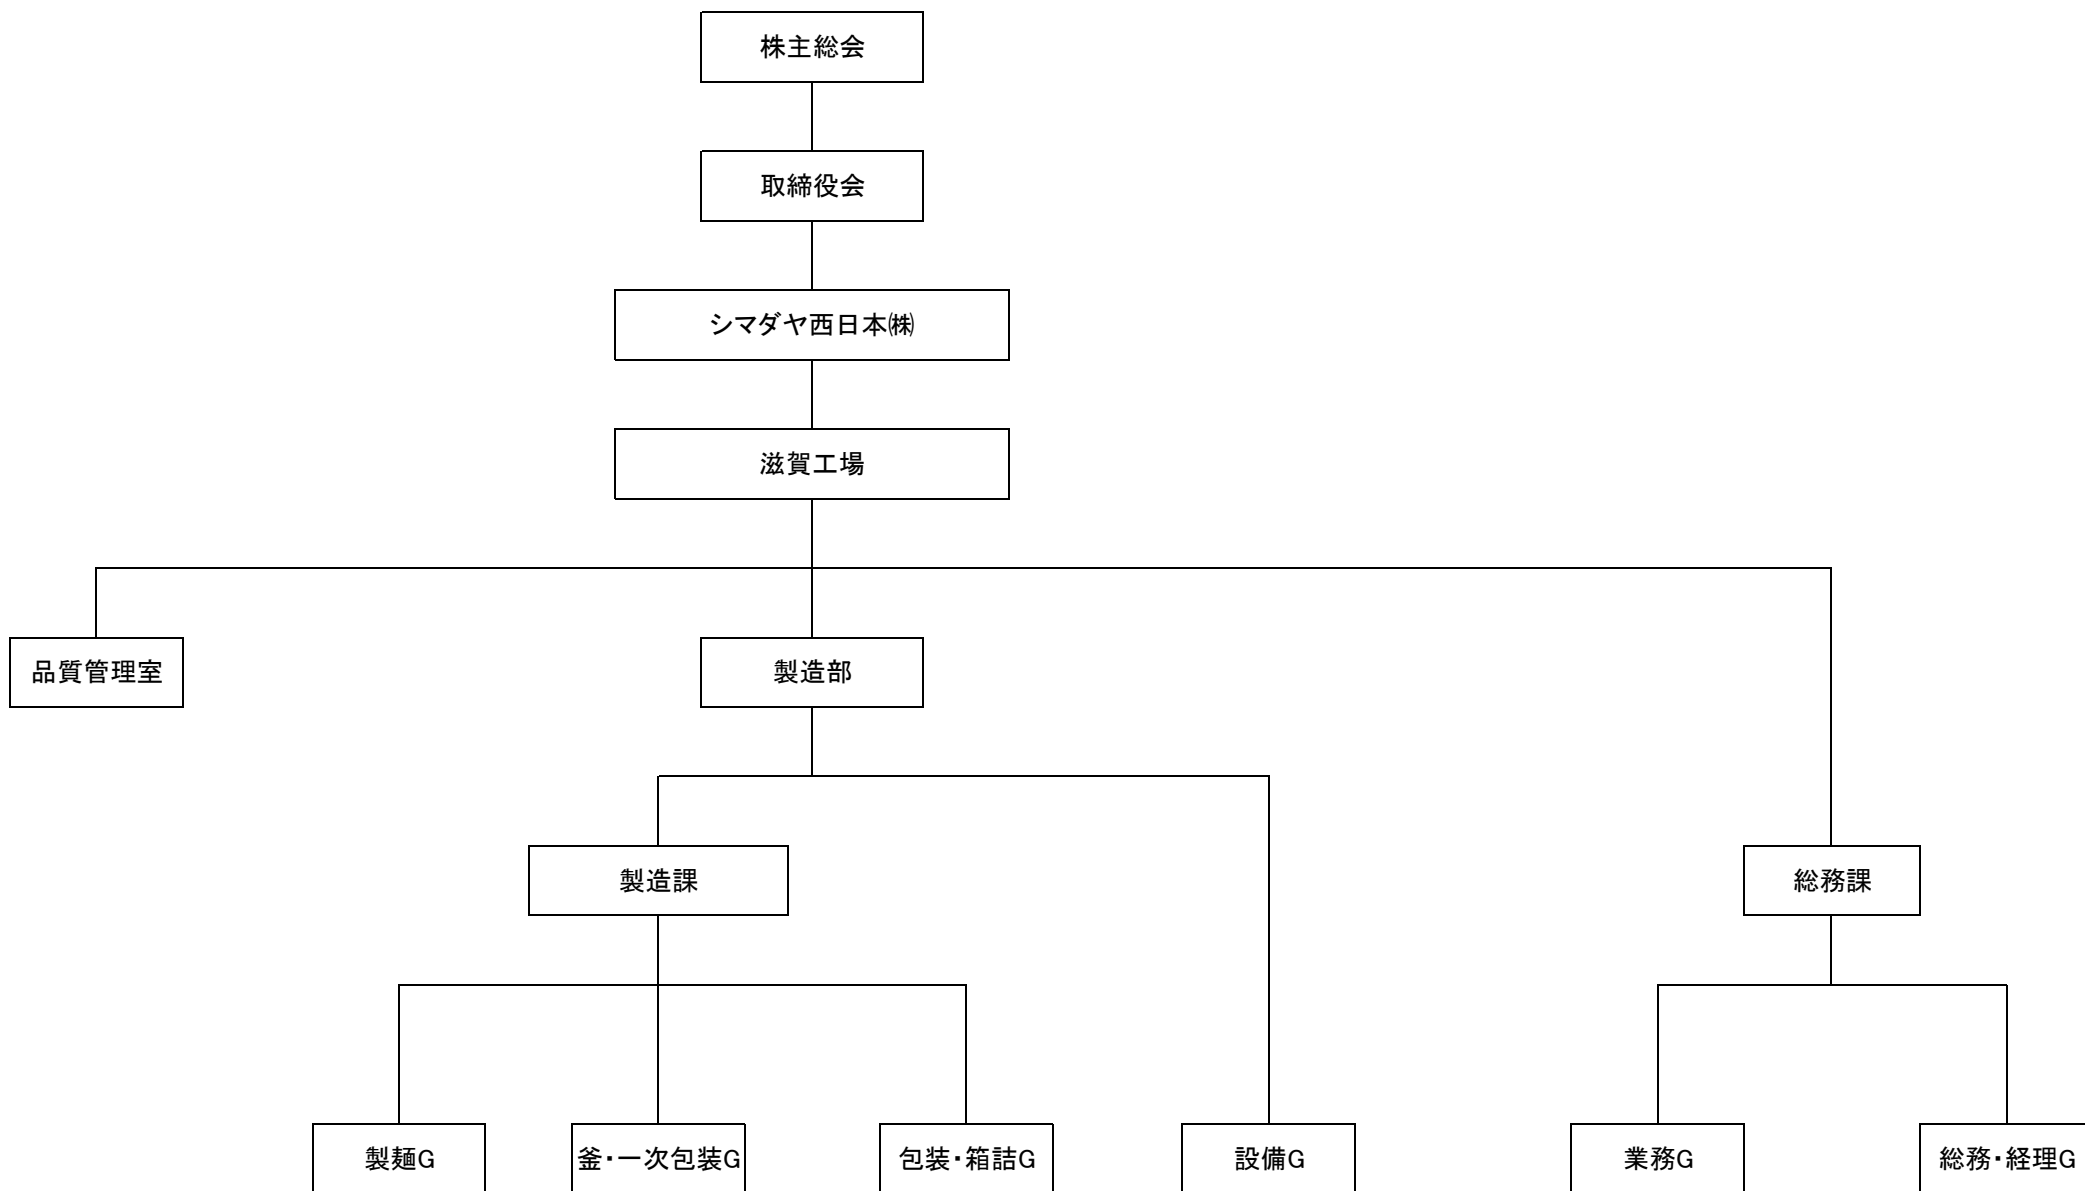 株主総会
取締役会
シマダヤ西日本㈱
滋賀工場
品質管理室
製造部
製造課
総務課
製麺G
釜・一次包装G
包装・箱詰G
設備G
業務G
総務・経理G